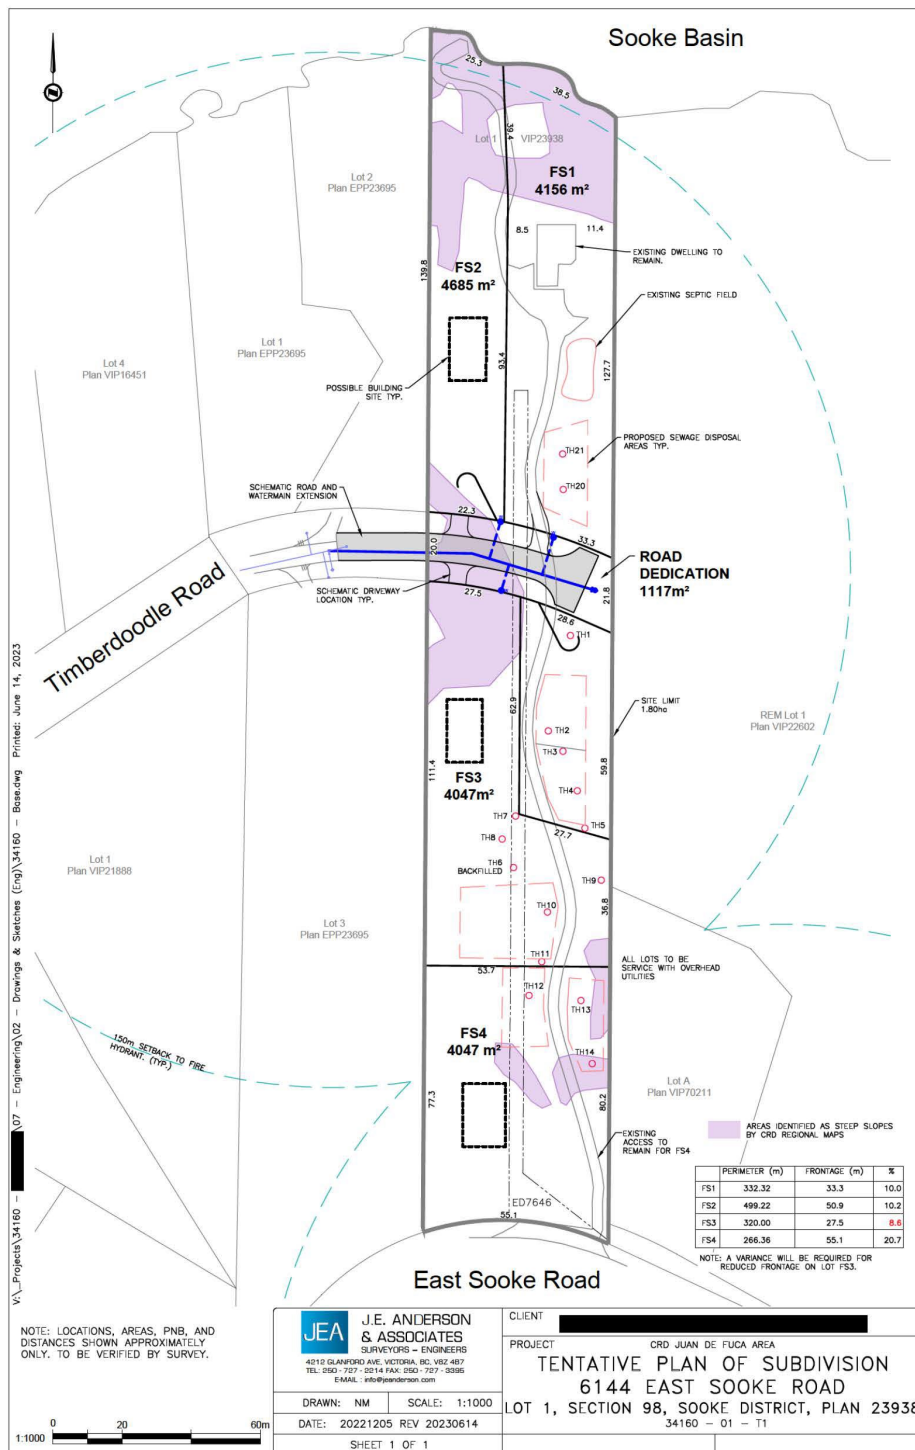 Sooke Basin
25.3
38.5
39.4
Lot 1 VIP23938
FS1
4156 m²
Lot 2
Plan EPP23695
8.5
11.4
EXISTING DWELLING TO
REMAIN.
139.8
FS2
4685 m²
EXISTING SEPTIC FIELD
Lot 1
Plan EPP23695
Lot 4
Plan VIP16451
93.4
127.7
POSSIBLE BUILDING
SITE TYP.
PROPOSED SEWAGE DISPOSAL
AREAS TYP.
TH21
TH20
SCHEMATIC ROAD AND
WATERMAIN EXTENSION
22.3
33.3
20.0
ROAD
DEDICATION
1117m²
21.8
SCHEMATIC DRIVEWAY
LOCATION TYP.
27.5
28.6
Timberdoodle Road
TH1
62.9
SITE LIMIT
1.80ha
REM Lot 1
Plan VIP22602
TH2
TH3
59.8
TH4
111.4
FS3
4047m²
TH7
TH5
27.7
TH8
TH6
BACKFILLED
TH9
Lot 1
Plan VIP21888
36.8
TH10
Lot 3
Plan EPP23695
TH11
53.7
ALL LOTS TO BE
SERVICE WITH OVERHEAD
UTILITIES
TH12
TH13
FS4
4047 m²
150m SETBACK TO FIRE
HYDRANT. (TYP.)
TH14
77.3
80.2
Lot A
Plan VIP70211
EXISTING
ACCESS TO
REMAIN FOR FS4
AREAS IDENTIFIED AS STEEP SLOPES
BY CRD REGIONAL MAPS
PERIMETER (m) FRONTAGE (m) %
FS1 332.32 33.3 10.0
FS2 499.22 50.9 10.2
FS3 320.00 27.5 8.6
FS4 266.36 55.1 20.7
NOTE: A VARIANCE WILL BE REQUIRED FOR
REDUCED FRONTAGE ON LOT FS3.
ED7646
55.1
East Sooke Road
V:\_Projects\34160 - 07 - Engineering\02 - Drawings & Sketches (Eng)\34160 - Base.dwg Printed: June 14, 2023
NOTE: LOCATIONS, AREAS, PNB, AND
DISTANCES SHOWN APPROXIMATELY
ONLY. TO BE VERIFIED BY SURVEY.
1:1000 0 20 60m
JEA
J.E. ANDERSON
& ASSOCIATES
SURVEYORS - ENGINEERS
4212 GLANFORD AVE, VICTORIA, BC, V8Z 4B7
TEL: 250 - 727 - 2214 FAX: 250 - 727 - 3395
E-MAIL : info@jeanderson.com
DRAWN: NM SCALE: 1:1000
DATE: 20221205 REV 20230614
SHEET 1 OF 1
CLIENT
PROJECT CRD JUAN DE FUCA AREA
TENTATIVE PLAN OF SUBDIVISION
6144 EAST SOOKE ROAD
LOT 1, SECTION 98, SOOKE DISTRICT, PLAN 23938
34160 - 01 - T1